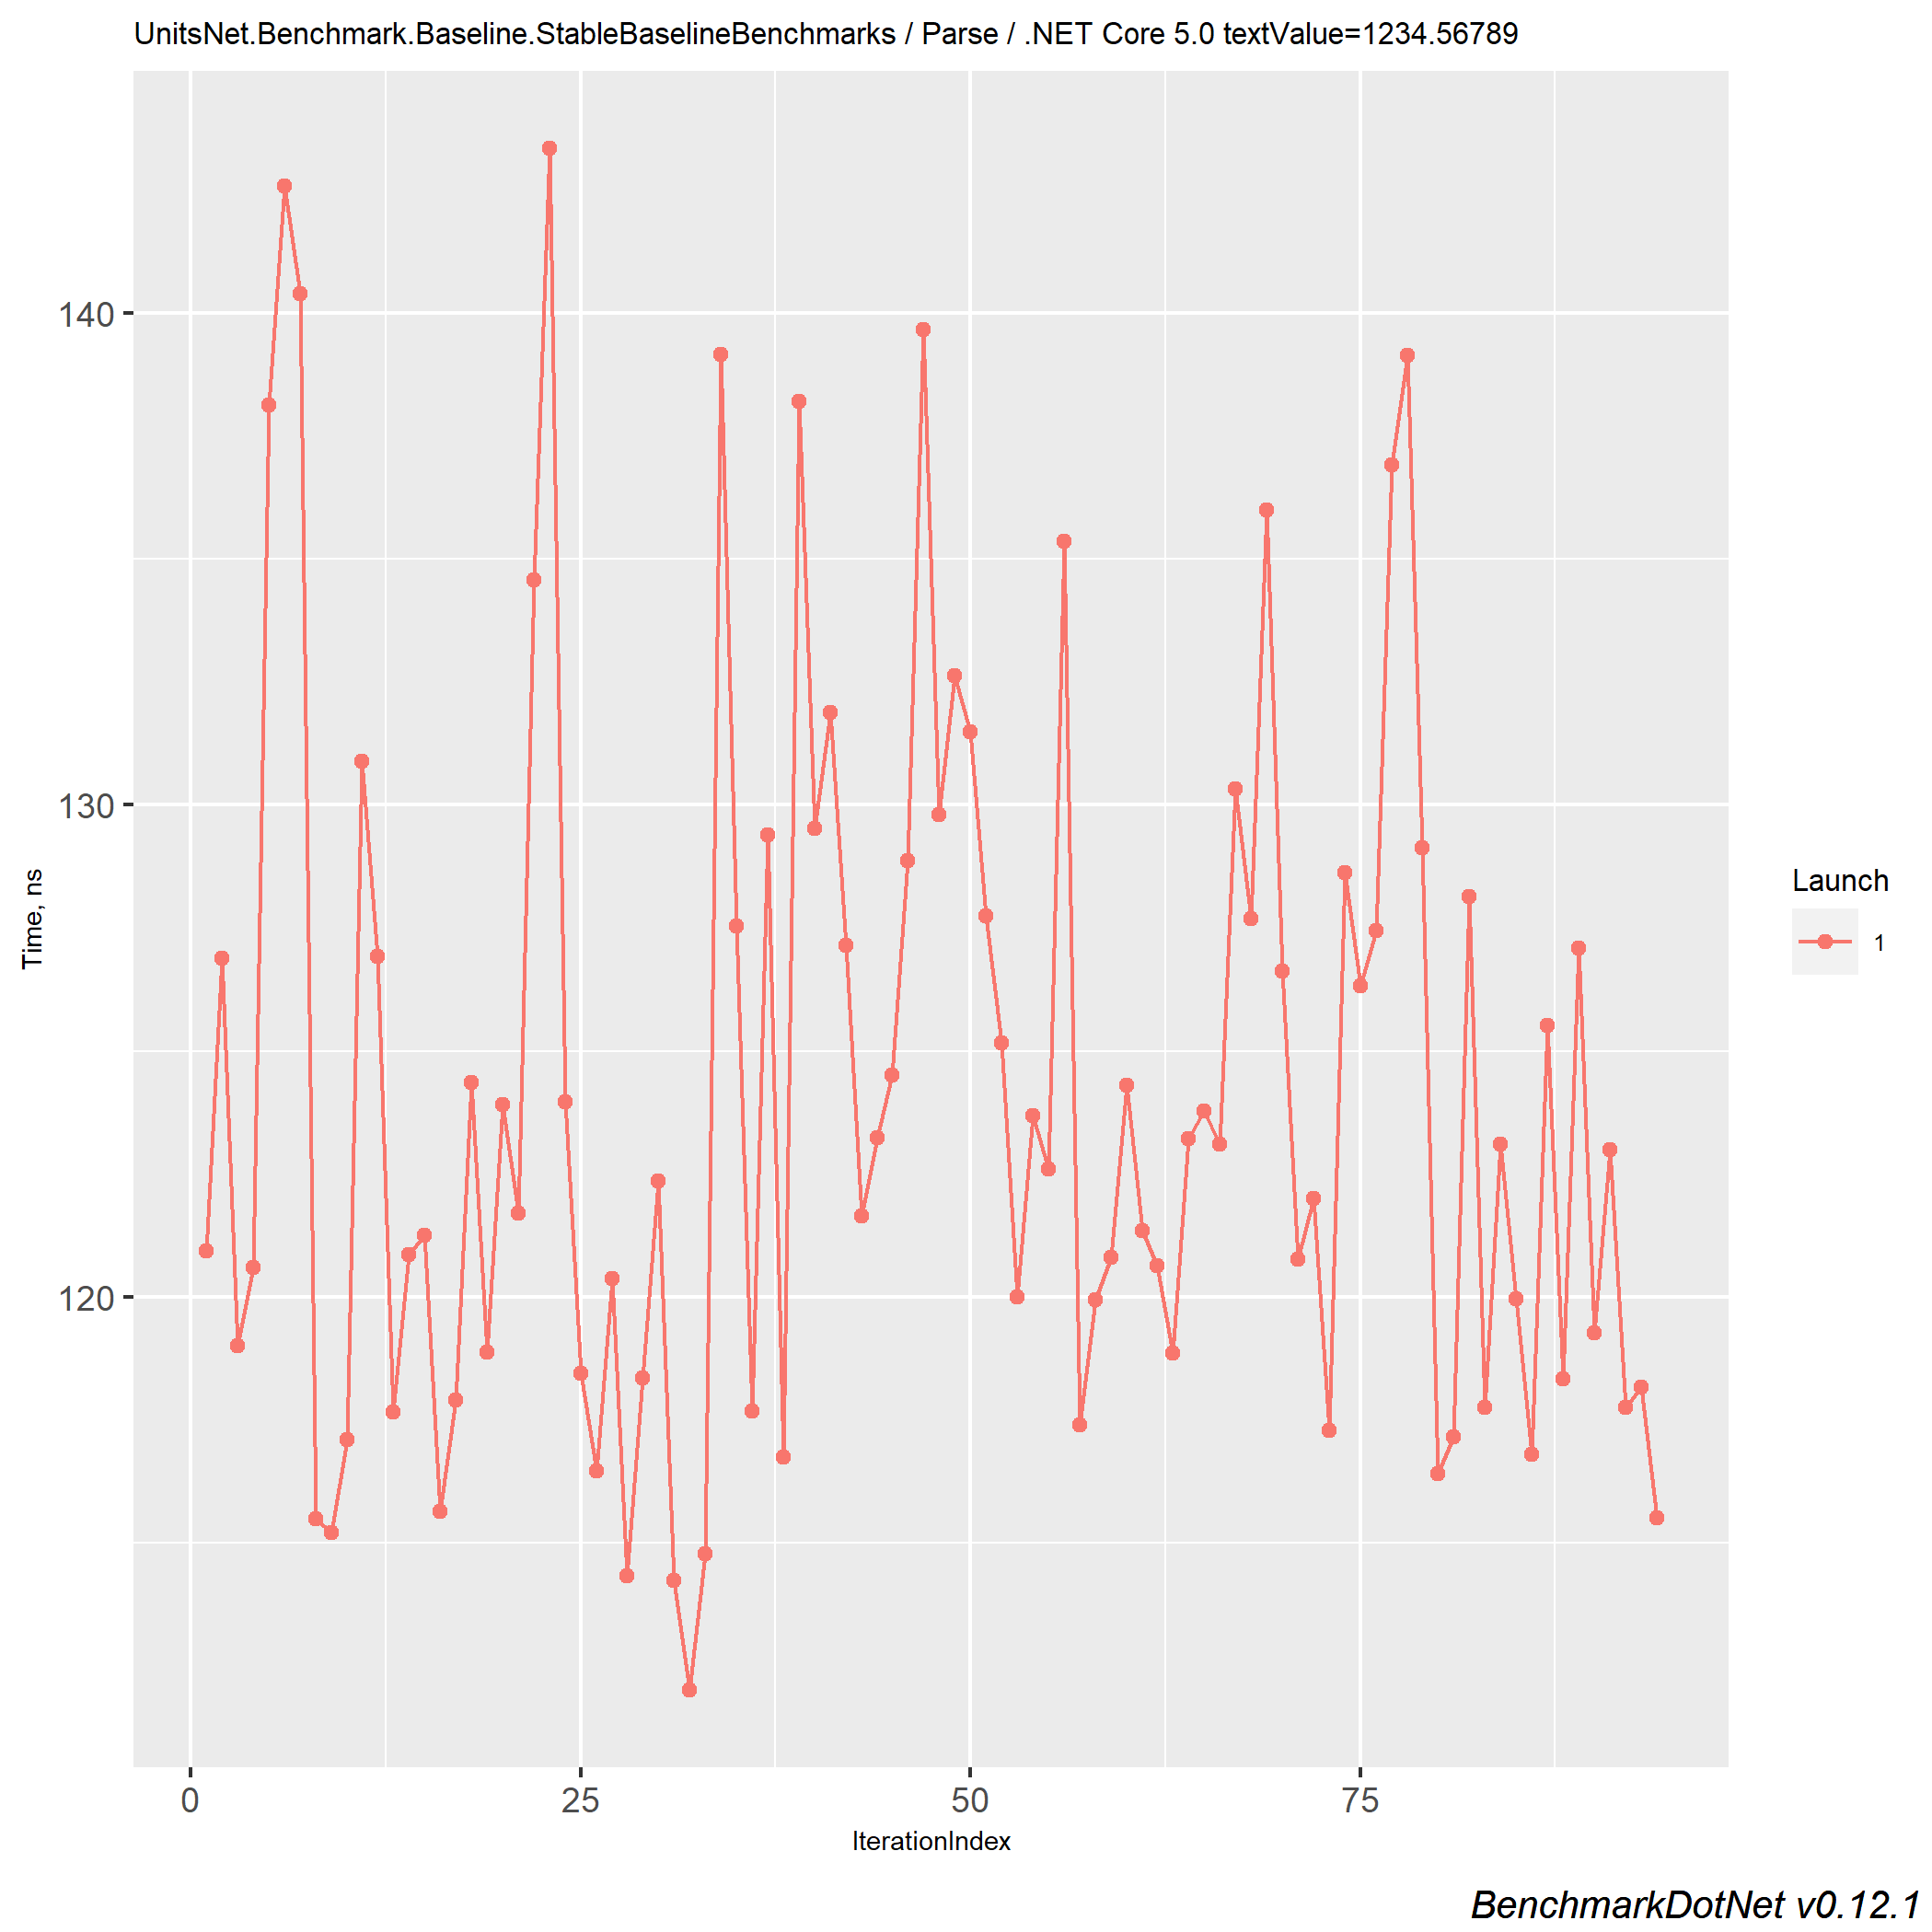 UnitsNet.Benchmark.Baseline.StableBaselineBenchmarks / Parse / .NET Core 5.0 textValue=1234.56789
140
130
120
Time, ns
0 25 50 75
IterationIndex
Launch
1
BenchmarkDotNet v0.12.1